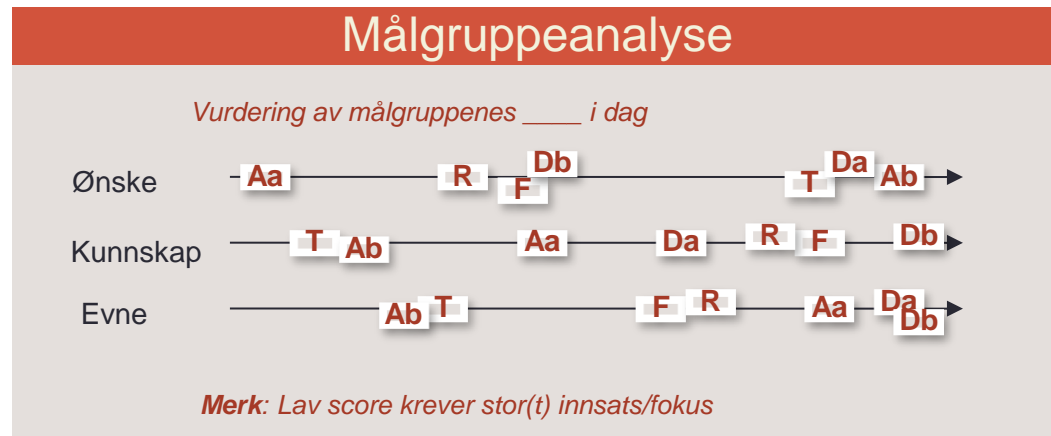 Målgruppeanalyse
Vurdering av målgruppenes ____ i dag
Ønske Aa R F Db T Da Ab
Kunnskap T Ab Aa Da R F Db
Evne Ab T F R Aa Da Db
Merk: Lav score krever stor(t) innsats/fokus